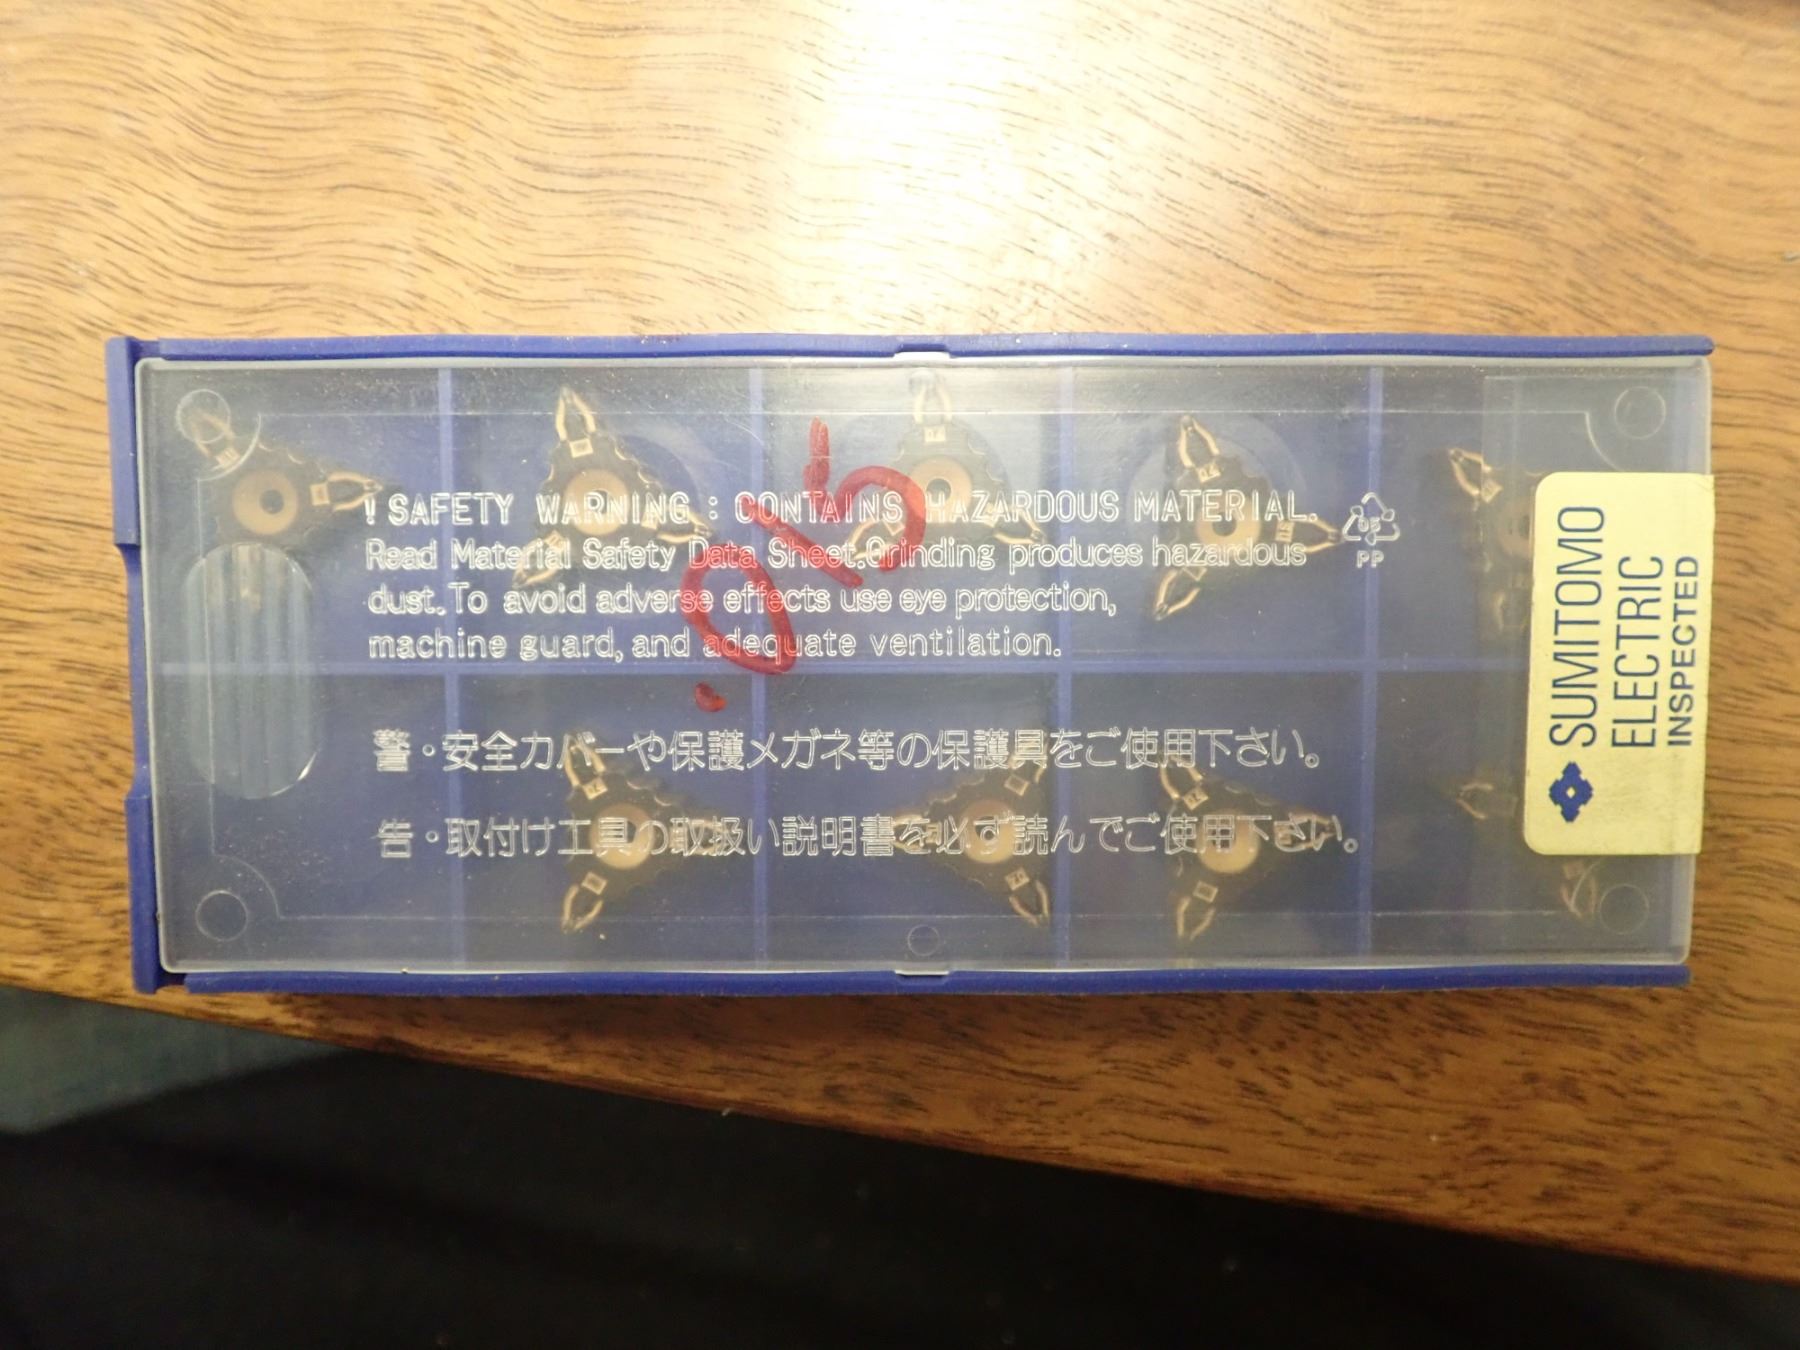 ! SAFETY WARNING : CONTAINS HAZARDOUS MATERIAL.
Read Material Safety Data Sheet.Grinding produces hazardous
dust. To avoid adverse effects use eye protection,
machine guard, and adequate ventilation.
05
PP
.015
警・安全カバーや保護メガネ等の保護具をご使用下さい。
告・取付け工具の取扱い説明書を必ず読んでご使用下さい。
SUMITOMO
ELECTRIC
INSPECTED